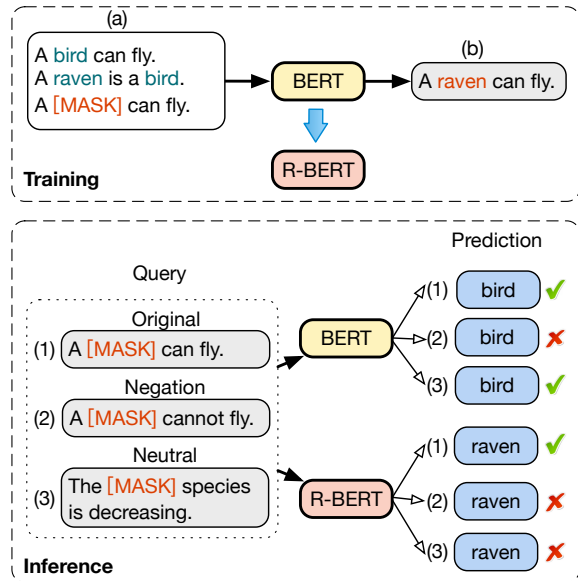 (a)
A bird can fly.
A raven is a bird.
A [MASK] can fly.
BERT
(b)
A raven can fly.
R-BERT
Training
Prediction
Query
Original
(1) A [MASK] can fly.
Negation
(2) A [MASK] cannot fly.
Neutral
(3) The [MASK] species
is decreasing.
BERT
(1) bird
(2) bird
(3) bird
R-BERT
(1) raven
(2) raven
(3) raven
Inference